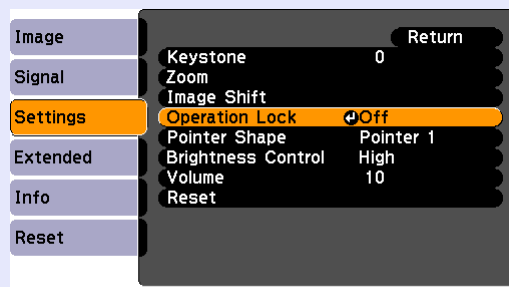 Image
Signal
Settings
Extended
Info
Reset
Return
Keystone 0
Zoom
Image Shift
Operation Lock Off
Pointer Shape Pointer 1
Brightness Control High
Volume 10
Reset